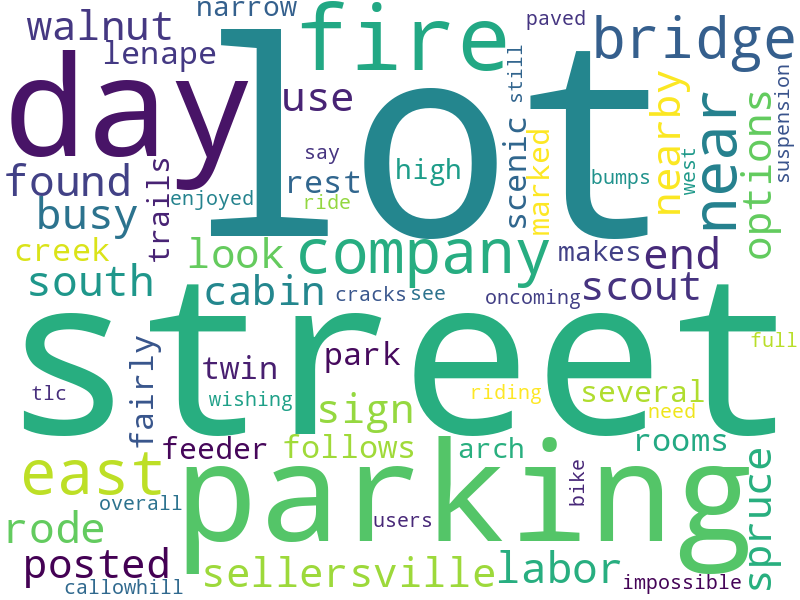 narrow
paved
walnut
fire
bridge
lenape
day
lot
use
still
nearby
near
suspension
options
say
high
scenic
marked
west
found
trails
rest
bumps
enjoyed
ride
busy
creek
look
company
makes
end
south
cabin
cracks
see
oncoming
scout
street
fairly
twin
park
full
tlc
wishing
sign
riding
several
need
feeder
follows
arch
rooms
east
parking
bike
spruce
overall
users
rode
posted
sellersville
labor
impossible
callowhill